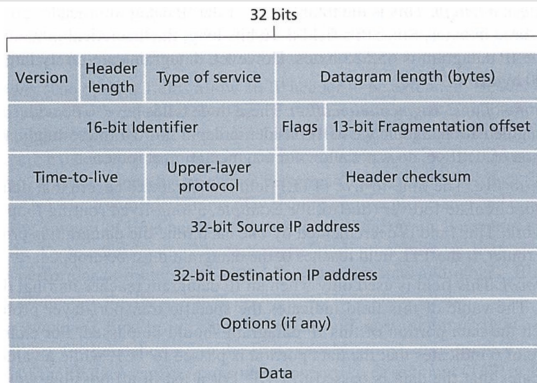 32 bits
Version
Header
length
Type of service
Datagram length (bytes)
16-bit Identifier
Flags
13-bit Fragmentation offset
Time-to-live
Upper-layer
protocol
Header checksum
32-bit Source IP address
32-bit Destination IP address
Options (if any)
Data